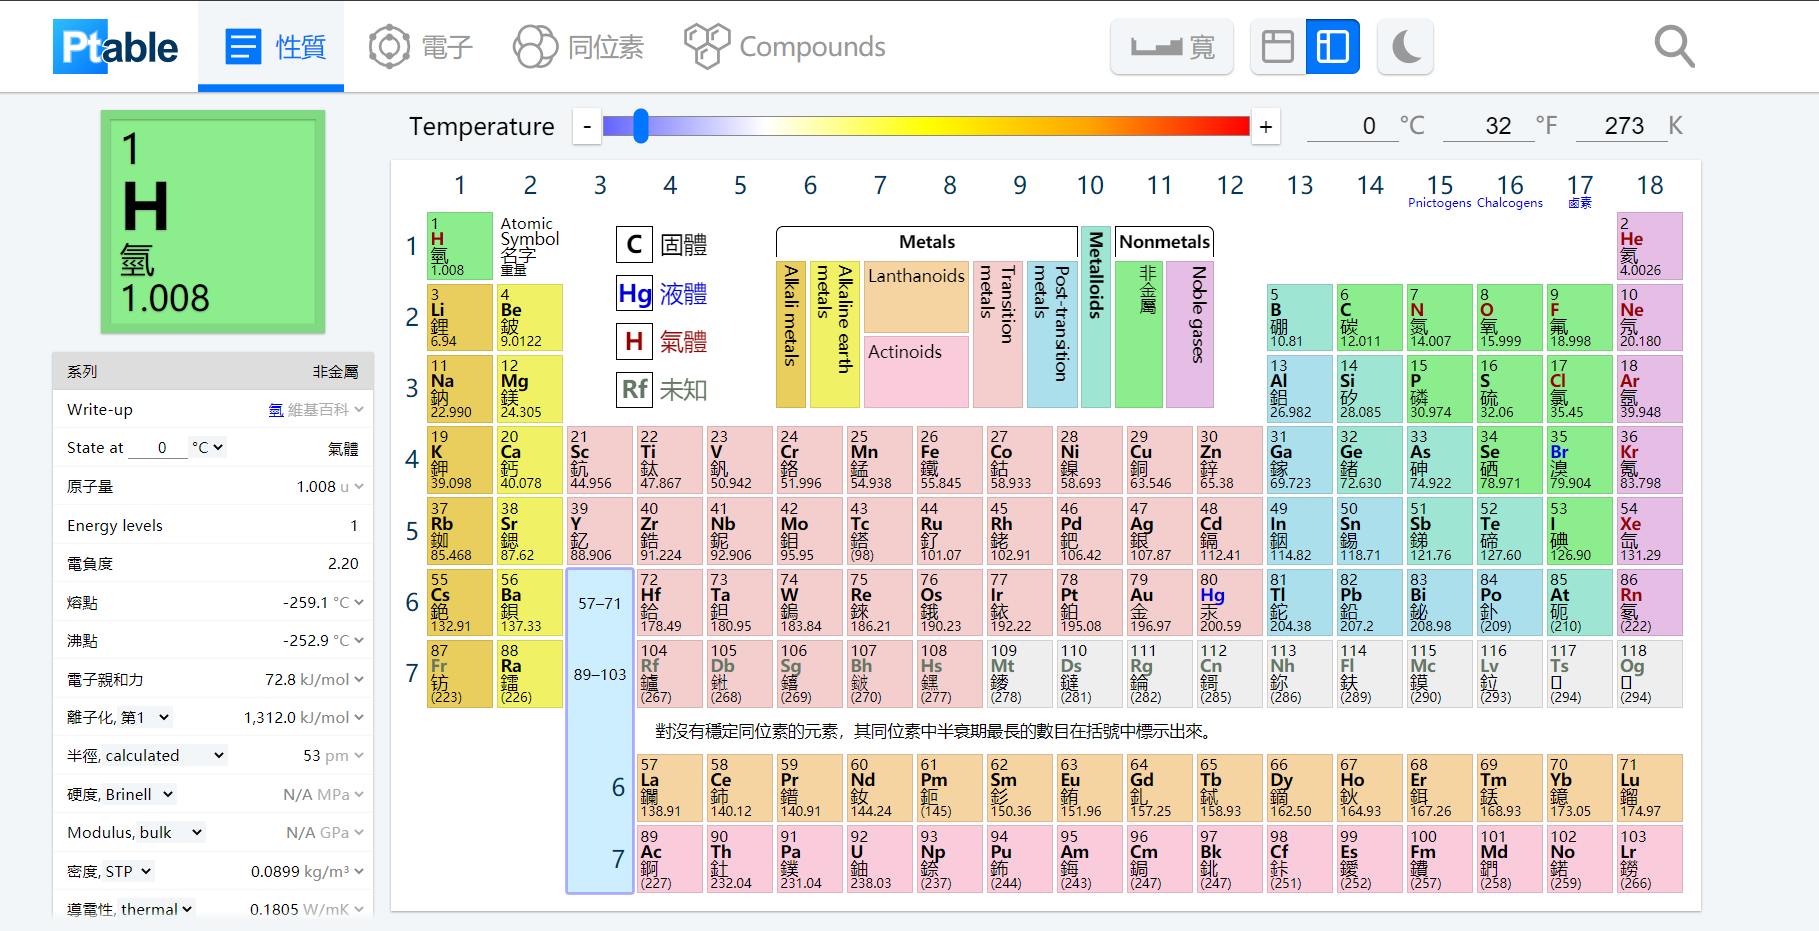 Ptable
性質
電子
同位素
Compounds
寬
1
H
氫
1.008
Temperature
-
+
0 °C
32 °F
273 K
系列 非金屬
Write-up 氫 維基百科
State at 0 °C 氣體
原子量 1.008 u
Energy levels 1
電負度 2.20
熔點 -259.1 °C
沸點 -252.9 °C
電子親和力 72.8 kJ/mol
離子化, 第1 1,312.0 kJ/mol
半徑, calculated 53 pm
硬度, Brinell N/A MPa
Modulus, bulk N/A GPa
密度, STP 0.0899 kg/m³
導電性, thermal 0.1805 W/mK
1 2 3 4 5 6 7 8 9 10 11 12 13 14 15 16 17 18
Pnictogens Chalcogens 鹵素
Atomic
Symbol
名字
重量
C 固體
Hg 液體
H 氣體
Rf 未知
Metals
Metalloids
Nonmetals
Alkali metals
Alkaline earth metals
Lanthanoids
Actinoids
Transition metals
Post-transition metals
非金屬
Noble gases
1
1 H 氫 1.008
2 He 氦 4.0026
2
3 Li 鋰 6.94
4 Be 鈹 9.0122
5 B 硼 10.81
6 C 碳 12.011
7 N 氮 14.007
8 O 氧 15.999
9 F 氟 18.998
10 Ne 氖 20.180
3
11 Na 鈉 22.990
12 Mg 鎂 24.305
13 Al 鋁 26.982
14 Si 矽 28.085
15 P 磷 30.974
16 S 硫 32.06
17 Cl 氯 35.45
18 Ar 氬 39.948
4
19 K 鉀 39.098
20 Ca 鈣 40.078
21 Sc 鈧 44.956
22 Ti 鈦 47.867
23 V 釩 50.942
24 Cr 鉻 51.996
25 Mn 錳 54.938
26 Fe 鐵 55.845
27 Co 鈷 58.933
28 Ni 鎳 58.693
29 Cu 銅 63.546
30 Zn 鋅 65.38
31 Ga 鎵 69.723
32 Ge 鍺 72.630
33 As 砷 74.922
34 Se 硒 78.971
35 Br 溴 79.904
36 Kr 氪 83.798
5
37 Rb 銣 85.468
38 Sr 鍶 87.62
39 Y 釔 88.906
40 Zr 鋯 91.224
41 Nb 鈮 92.906
42 Mo 鉬 95.95
43 Tc 鎝 (98)
44 Ru 釕 101.07
45 Rh 銠 102.91
46 Pd 鈀 106.42
47 Ag 銀 107.87
48 Cd 鎘 112.41
49 In 銦 114.82
50 Sn 錫 118.71
51 Sb 銻 121.76
52 Te 碲 127.60
53 I 碘 126.90
54 Xe 氙 131.29
6
55 Cs 銫 132.91
56 Ba 鋇 137.33
57–71
72 Hf 鉿 178.49
73 Ta 鉭 180.95
74 W 鎢 183.84
75 Re 錸 186.21
76 Os 鋨 190.23
77 Ir 銥 192.22
78 Pt 鉑 195.08
79 Au 金 196.97
80 Hg 汞 200.59
81 Tl 鉈 204.38
82 Pb 鉛 207.2
83 Bi 鉍 208.98
84 Po 釙 (209)
85 At 砈 (210)
86 Rn 氡 (222)
7
87 Fr 鈁 (223)
88 Ra 鐳 (226)
89–103
104 Rf 鑪 (267)
105 Db (268)
106 Sg 𨭎 (269)
107 Bh (270)
108 Hs (277)
109 Mt 䥑 (278)
110 Ds 鐽 (281)
111 Rg 錀 (282)
112 Cn 鎶 (285)
113 Nh (286)
114 Fl 鈇 (289)
115 Mc 鏌 (290)
116 Lv 鉝 (293)
117 Ts (294)
118 Og (294)
對沒有穩定同位素的元素，其同位素中半衰期最長的數目在括號中標示出來。
6
57 La 鑭 138.91
58 Ce 鈰 140.12
59 Pr 鐠 140.91
60 Nd 釹 144.24
61 Pm 鉕 (145)
62 Sm 釤 150.36
63 Eu 銪 151.96
64 Gd 釓 157.25
65 Tb 鋱 158.93
66 Dy 鏑 162.50
67 Ho 鈥 164.93
68 Er 鉺 167.26
69 Tm 銩 168.93
70 Yb 鐿 173.05
71 Lu 鎦 174.97
7
89 Ac 錒 (227)
90 Th 釷 232.04
91 Pa 鏷 231.04
92 U 鈾 238.03
93 Np 錼 (237)
94 Pu 鈽 (244)
95 Am 鋂 (243)
96 Cm 鋦 (247)
97 Bk 鉳 (247)
98 Cf 鉲 (251)
99 Es 鑀 (252)
100 Fm 鐨 (257)
101 Md 鍆 (258)
102 No 鍩 (259)
103 Lr 鐒 (266)